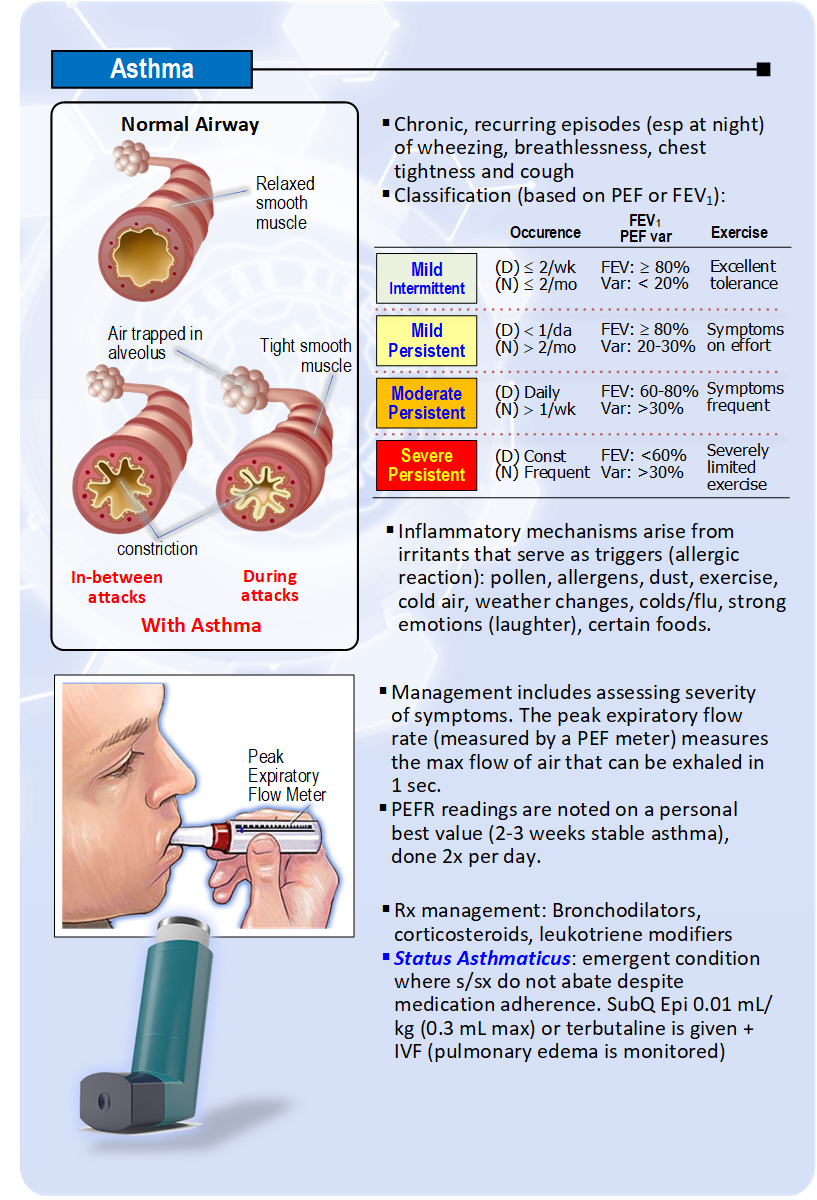 Asthma
Normal Airway
Relaxed
smooth
muscle
Air trapped in
alveolus
Tight smooth
muscle
constriction
In-between
attacks
During
attacks
With Asthma
▪ Chronic, recurring episodes (esp at night)
of wheezing, breathlessness, chest
tightness and cough
▪ Classification (based on PEF or FEV₁):
Occurence FEV₁ PEF var Exercise
Mild
Intermittent
(D) ≤ 2/wk
(N) ≤ 2/mo
FEV: ≥ 80%
Var: < 20%
Excellent
tolerance
Mild
Persistent
(D) < 1/da
(N) > 2/mo
FEV: ≥ 80%
Var: 20-30%
Symptoms
on effort
Moderate
Persistent
(D) Daily
(N) > 1/wk
FEV: 60-80%
Var: >30%
Symptoms
frequent
Severe
Persistent
(D) Const
(N) Frequent
FEV: <60%
Var: >30%
Severely
limited
exercise
▪ Inflammatory mechanisms arise from
irritants that serve as triggers (allergic
reaction): pollen, allergens, dust, exercise,
cold air, weather changes, colds/flu, strong
emotions (laughter), certain foods.
Peak
Expiratory
Flow Meter
▪ Management includes assessing severity
of symptoms. The peak expiratory flow
rate (measured by a PEF meter) measures
the max flow of air that can be exhaled in
1 sec.
▪ PEFR readings are noted on a personal
best value (2-3 weeks stable asthma),
done 2x per day.
▪ Rx management: Bronchodilators,
corticosteroids, leukotriene modifiers
▪ Status Asthmaticus: emergent condition
where s/sx do not abate despite
medication adherence. SubQ Epi 0.01 mL/
kg (0.3 mL max) or terbutaline is given +
IVF (pulmonary edema is monitored)